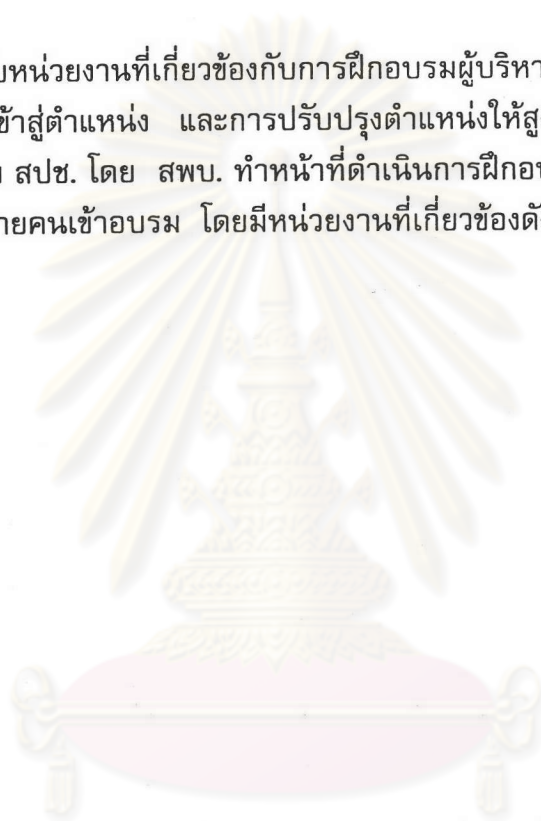 บหน่วยงานที่เกี่ยวข้องกับการฝึกอบรมผู้บริหา
ข้าสู่ตำแหน่ง และการปรับปรุงตำแหน่งให้สู
สปช. โดย สพบ. ทำหน้าที่ดำเนินการฝึกอบ
ายคนเข้าอบรม โดยมีหน่วยงานที่เกี่ยวข้องดั